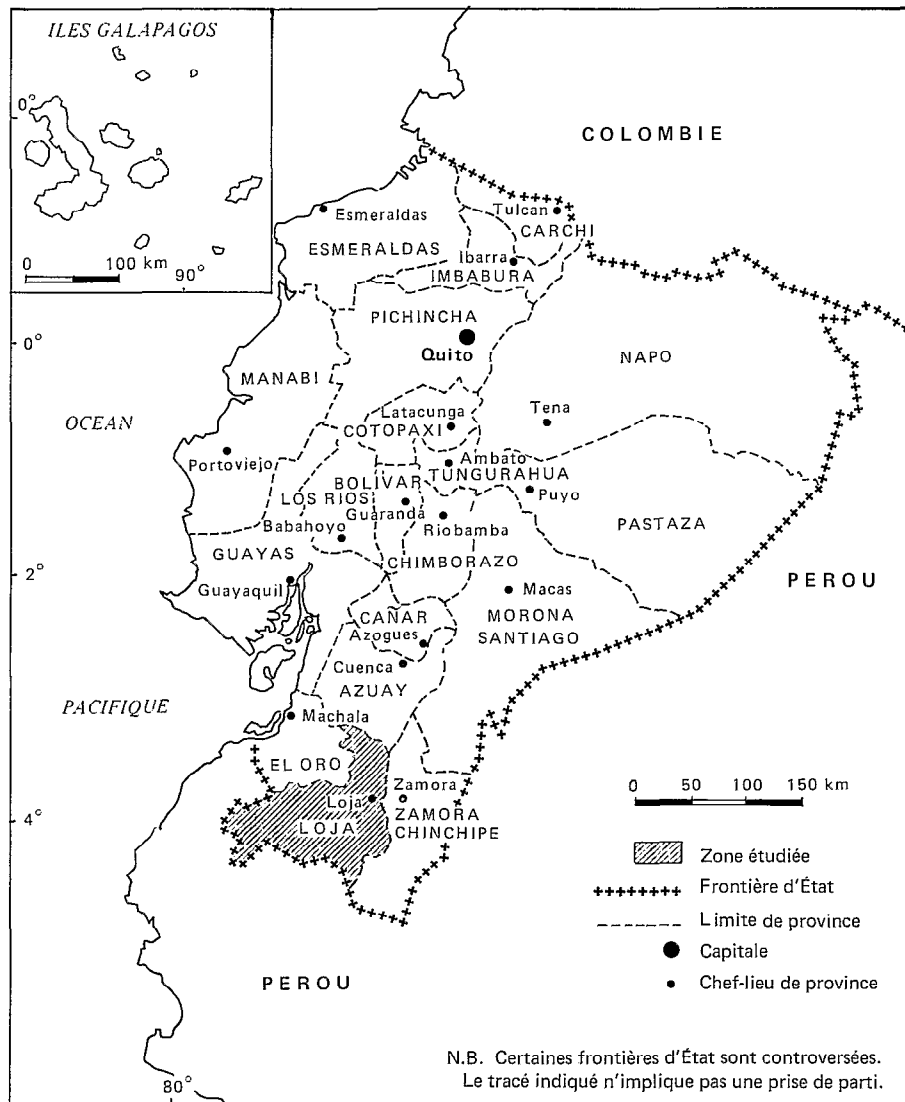 ILES GALAPAGOS
0°
0 100 km
90°
COLOMBIE
Esmeraldas
ESMERALDAS
Tulcan
CARCHI
Ibarra
IMBABURA
PICHINCHA
Quito
0°
NAPO
MANABI
OCEAN
Latacunga
COTOPAXI
Tena
Portoviejo
Ambato
TUNGURAHUA
BOLIVAR
LOS RIOS
Guaranda
Puyo
Babahoyo
Riobamba
PASTAZA
GUAYAS
CHIMBORAZO
2°
Guayaquil
Macas
PEROU
MORONA
SANTIAGO
CAÑAR
Azogues
Cuenca
AZUAY
PACIFIQUE
Machala
EL ORO
Zamora
0 50 100 150 km
Loja
LOJA
ZAMORA
CHINCHIPE
4°
Zone étudiée
Frontière d'État
Limite de province
Capitale
Chef-lieu de province
PEROU
N.B. Certaines frontières d'État sont controversées.
Le tracé indiqué n'implique pas une prise de parti.
80°